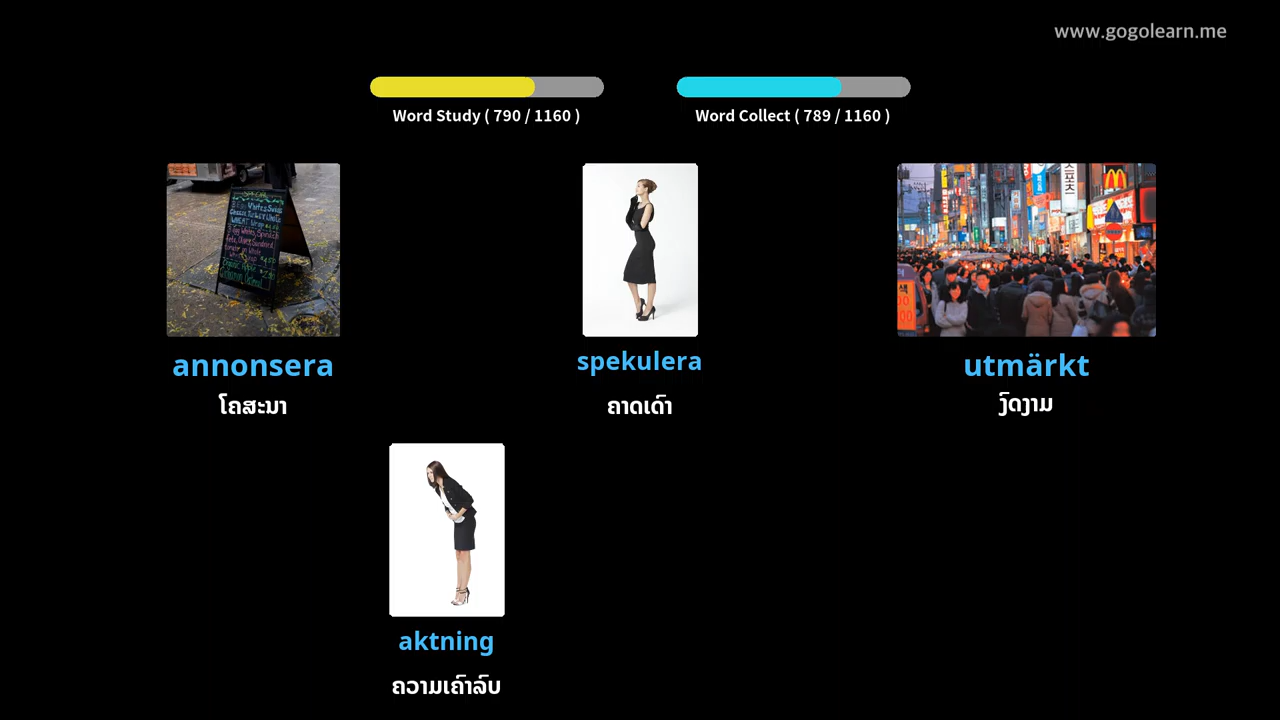 www.gogolearn.me
Word Study ( 790 / 1160 )
Word Collect ( 789 / 1160 )
annonsera
ໂຄສະນາ
spekulera
ຄາດເດົາ
utmärkt
ງົດງາມ
aktning
ຄວາມເຄົາລົບ